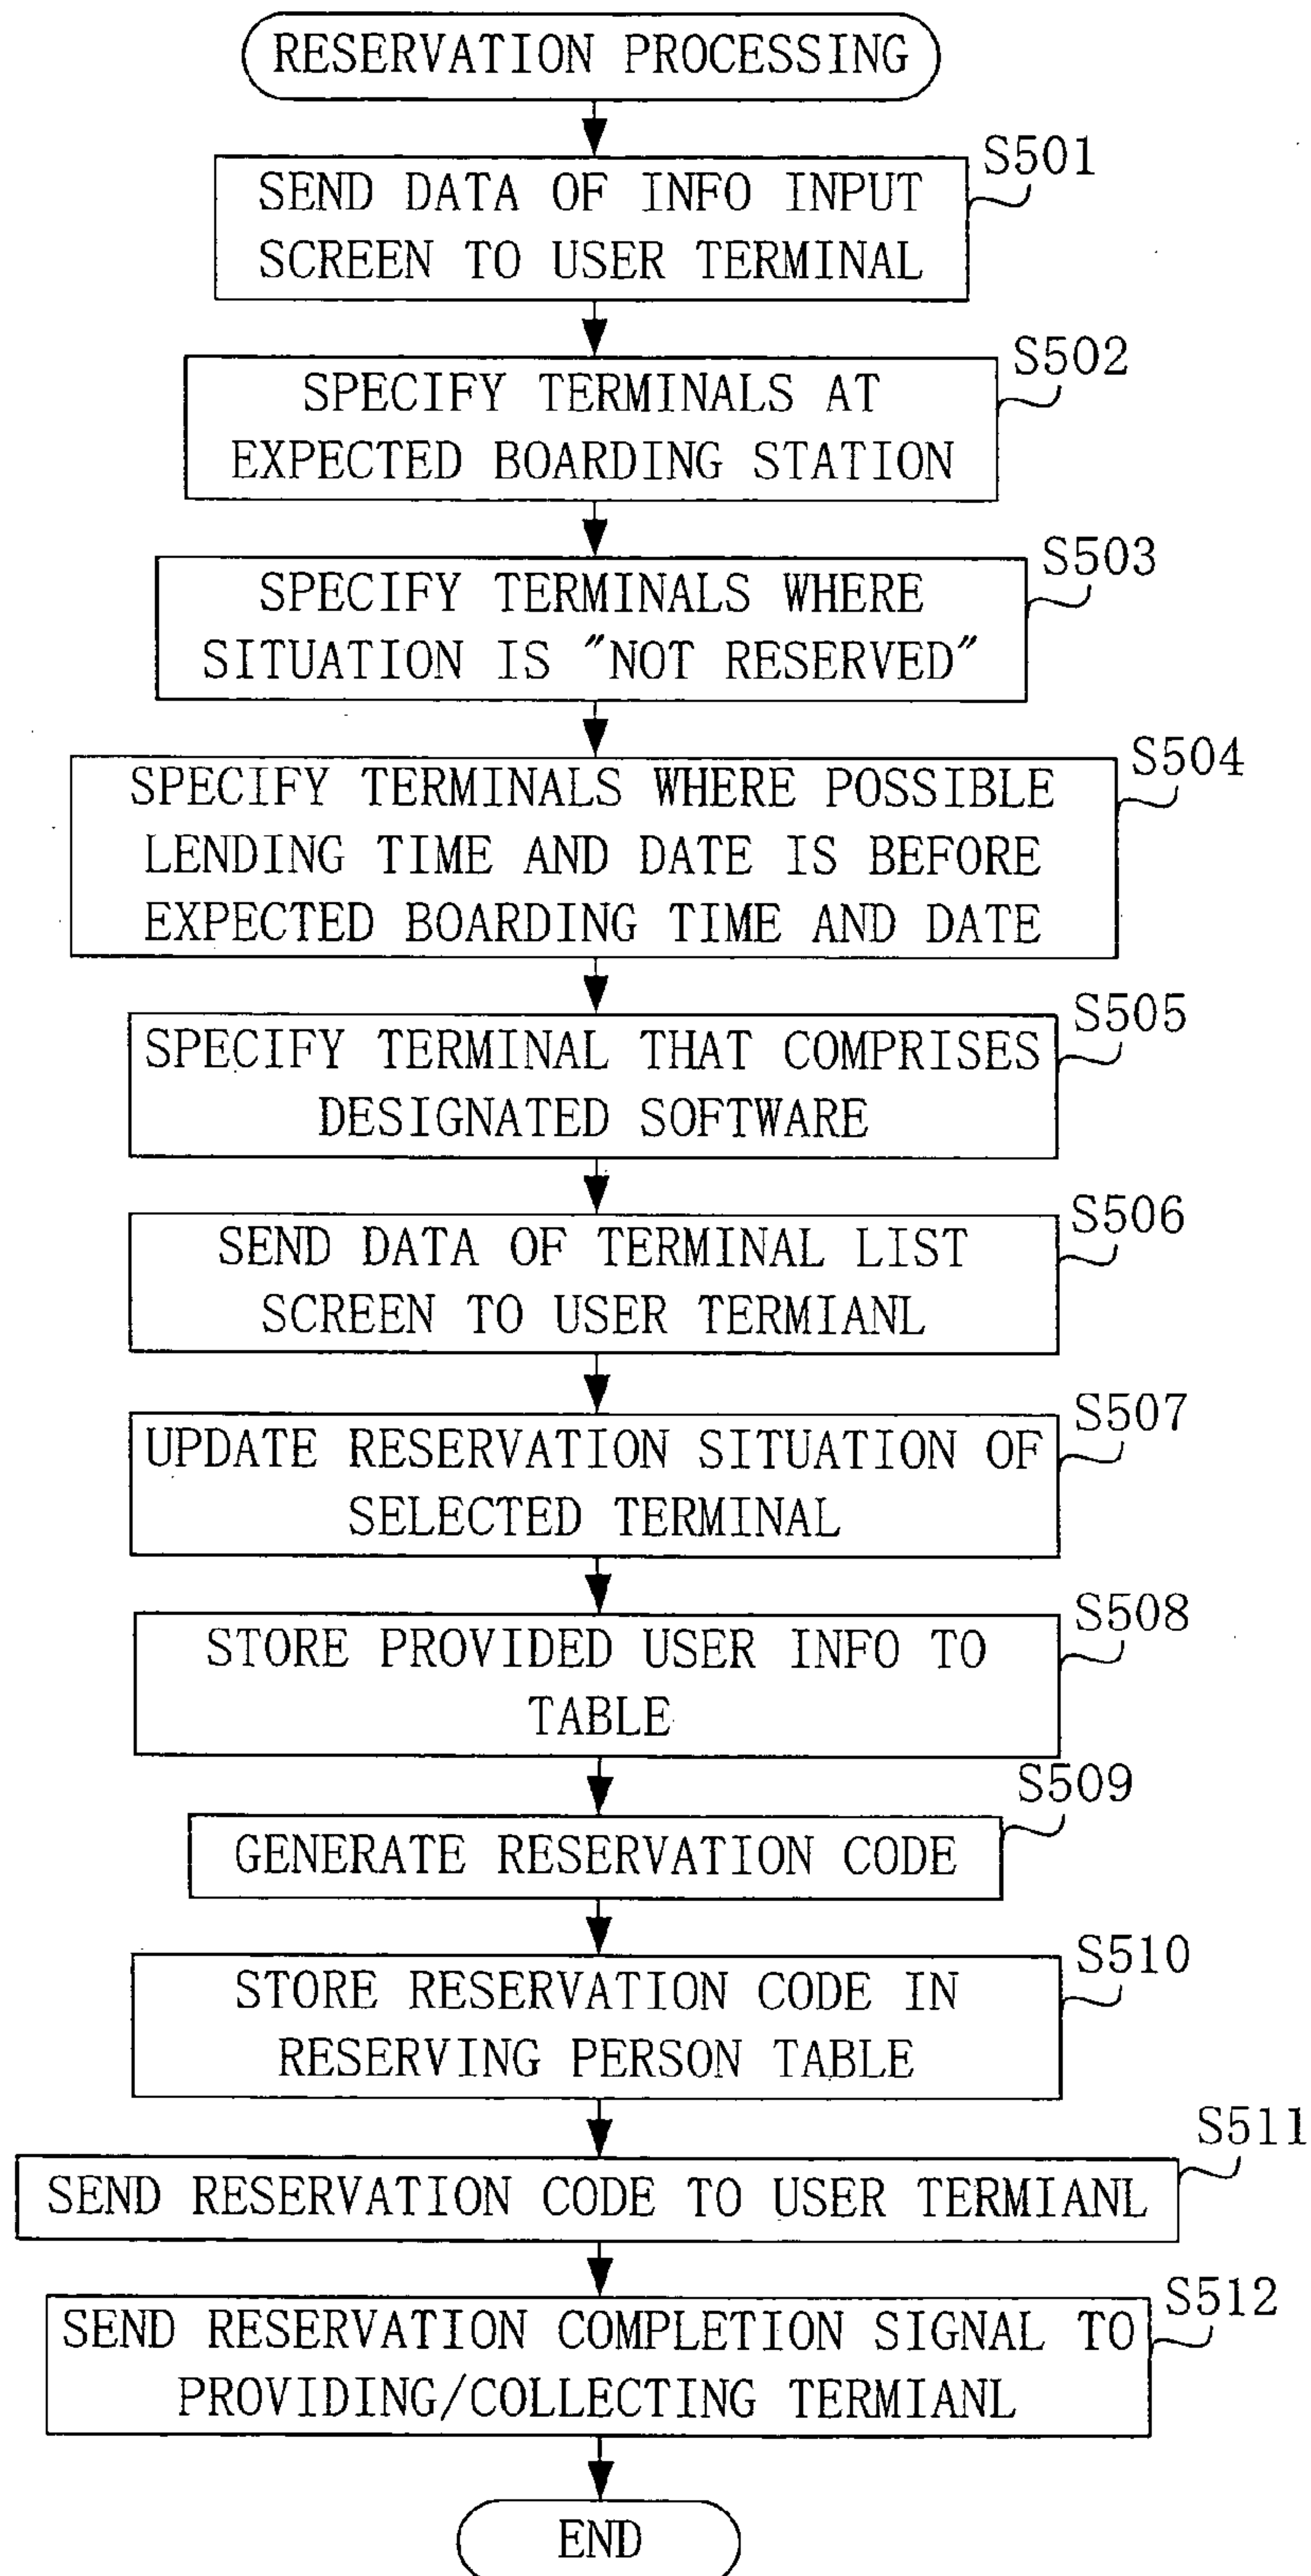 RESERVATION PROCESSING
S501
SEND DATA OF INFO INPUT
SCREEN TO USER TERMINAL
S502
SPECIFY TERMINALS AT
EXPECTED BOARDING STATION
S503
SPECIFY TERMINALS WHERE
SITUATION IS "NOT RESERVED"
S504
SPECIFY TERMINALS WHERE POSSIBLE
LENDING TIME AND DATE IS BEFORE
EXPECTED BOARDING TIME AND DATE
S505
SPECIFY TERMINAL THAT COMPRISES
DESIGNATED SOFTWARE
S506
SEND DATA OF TERMINAL LIST
SCREEN TO USER TERMIANL
S507
UPDATE RESERVATION SITUATION OF
SELECTED TERMINAL
S508
STORE PROVIDED USER INFO TO
TABLE
S509
GENERATE RESERVATION CODE
S510
STORE RESERVATION CODE IN
RESERVING PERSON TABLE
S511
SEND RESERVATION CODE TO USER TERMIANL
S512
SEND RESERVATION COMPLETION SIGNAL TO
PROVIDING/COLLECTING TERMIANL
END